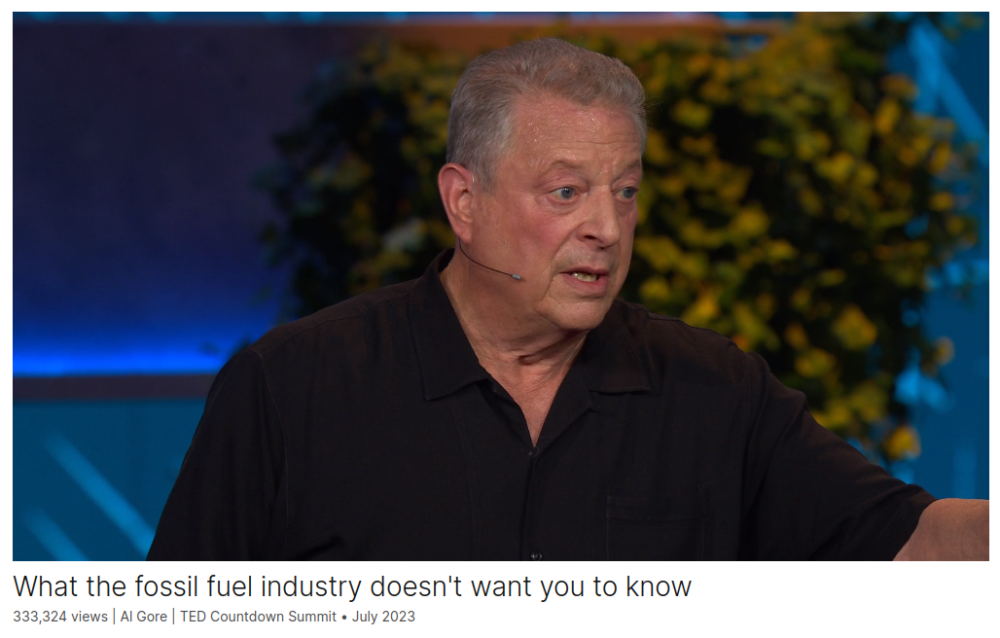 What the fossil fuel industry doesn't want you to know
333,324 views | Al Gore | TED Countdown Summit • July 2023